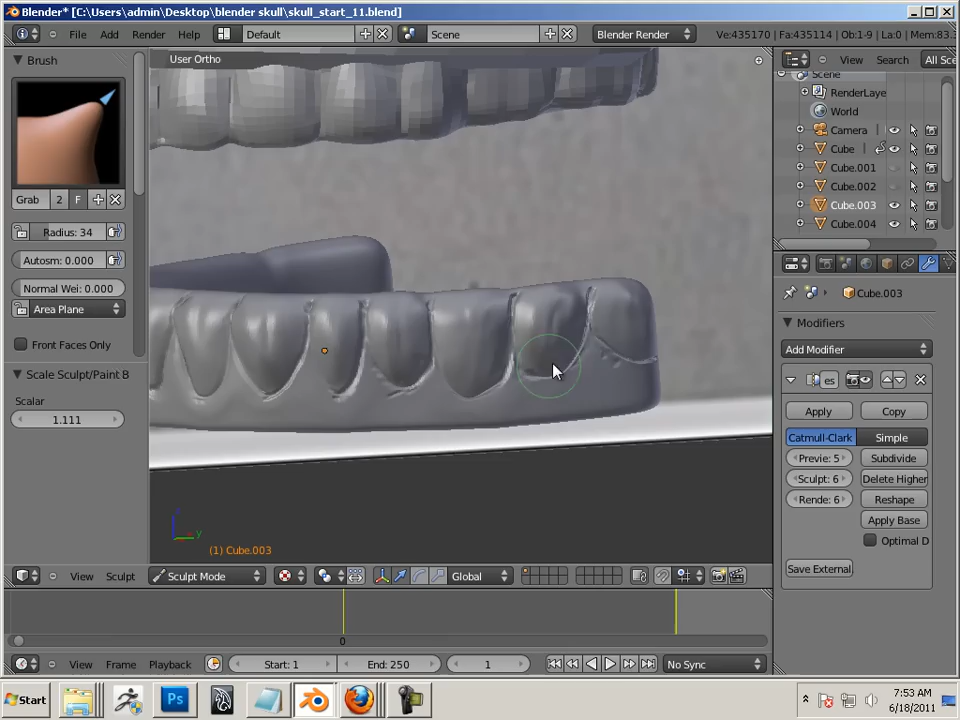 Blender* [C:\Users\admin\Desktop\blender skull\skull_start_11.blend]
File Add Render Help Default Scene Blender Render Ve:435170 | Fa:435114 | Ob:1-9 | La:0 | Mem:83.
Brush
User Ortho
View Search All Sce
Scene
RenderLaye
World
Camera
Cube
Cube.001
Cube.002
Cube.003
Cube.004
Grab 2 F
Radius: 34
Autosm: 0.000
Normal Wei: 0.000
Area Plane
Front Faces Only
Scale Sculpt/Paint B
Scalar
1.111
Cube.003
Modifiers
Add Modifier
es
Apply Copy
Catmull-Clark Simple
Previe: 5 Subdivide
Sculpt: 6 Delete Higher
Rende: 6 Reshape
Apply Base
Optimal D
Save External
z
y
(1) Cube.003
View Sculpt Sculpt Mode Global
0
View Frame Playback Start: 1 End: 250 1 No Sync
Start Ps 7:53 AM
6/18/2011